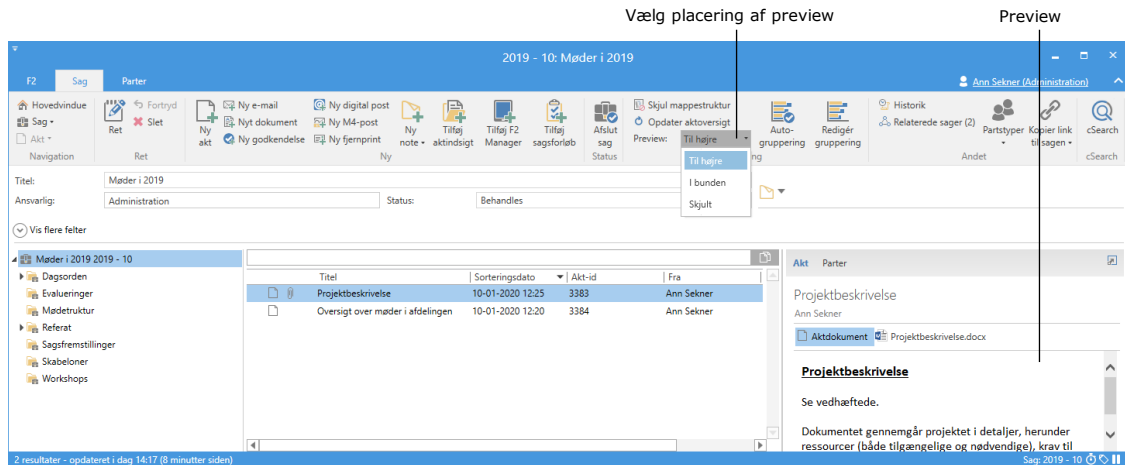 Vælg placering af preview
Preview
2019 - 10: Møder i 2019
F2 Sag Parter
Ann Sekner (Administration)
Hovedvindue
Sag
Akt
Navigation
Ret
Fortryd
Slet
Ret
Ny akt
Ny e-mail
Nyt dokument
Ny godkendelse
Ny digital post
Ny M4-post
Ny fjernprint
Ny note
Tilføj aktindsigt
Tilføj F2 Manager
Tilføj sagsforløb
Ny
Afslut sag
Status
Skjul mappestruktur
Opdater aktoversigt
Preview: Til højre
Til højre
I bunden
Skjult
Auto-gruppering
Redigér gruppering
ng
Historik
Relaterede sager (2)
Partstyper
Kopier link til sagen
Andet
cSearch
cSearch
Titel: Møder i 2019
Ansvarlig: Administration Status: Behandles
Vis flere felter
Møder i 2019 2019 - 10
Dagsorden
Evalueringer
Mødetruktur
Referat
Sagsfremstillinger
Skabeloner
Workshops
Titel Sorteringsdato Akt-id Fra
Projektbeskrivelse 10-01-2020 12:25 3383 Ann Sekner
Oversigt over møder i afdelingen 10-01-2020 12:20 3384 Ann Sekner
Akt Parter
Projektbeskrivelse
Ann Sekner
Aktdokument Projektbeskrivelse.docx
Projektbeskrivelse
Se vedhæftede.
Dokumentet gennemgår projektet i detaljer, herunder
ressourcer (både tilgængelige og nødvendige), krav til
2 resultater - opdateret i dag 14:17 (8 minutter siden)
Sag: 2019 - 10